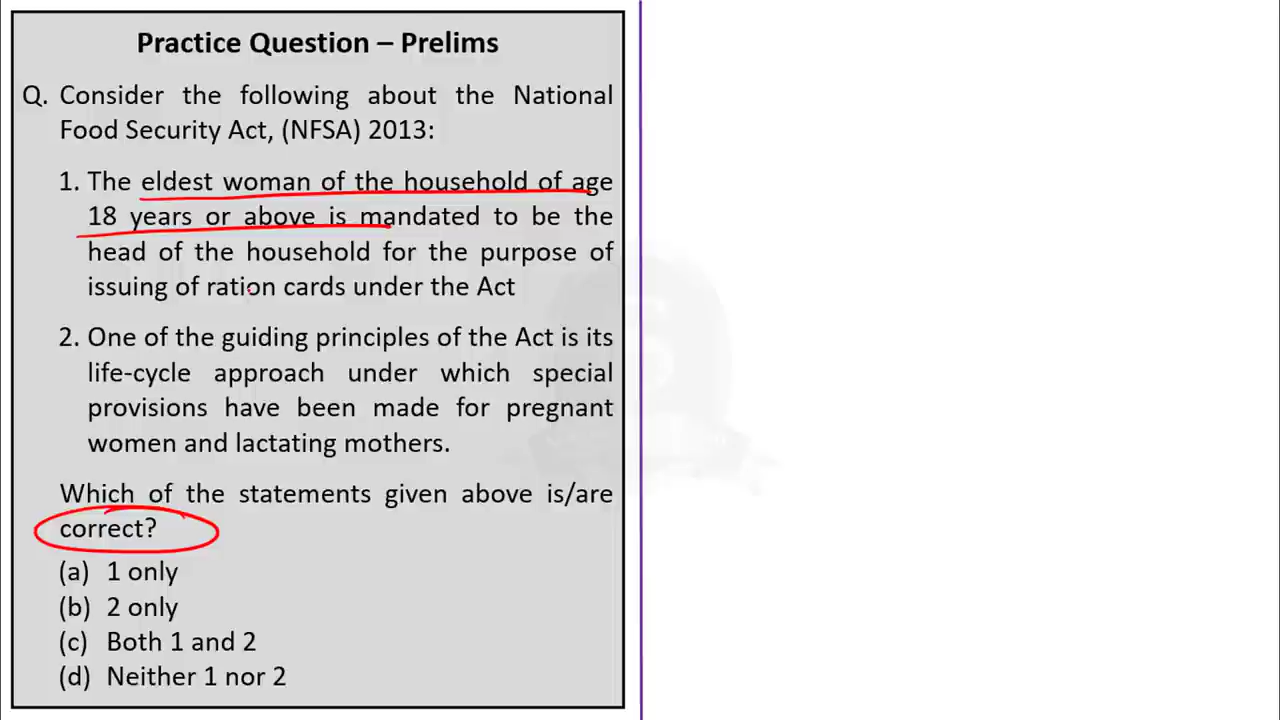 Practice Question – Prelims
Q. Consider the following about the National
Food Security Act, (NFSA) 2013:
1. The eldest woman of the household of age
18 years or above is mandated to be the
head of the household for the purpose of
issuing of ration cards under the Act
2. One of the guiding principles of the Act is its
life-cycle approach under which special
provisions have been made for pregnant
women and lactating mothers.
Which of the statements given above is/are
correct?
(a) 1 only
(b) 2 only
(c) Both 1 and 2
(d) Neither 1 nor 2